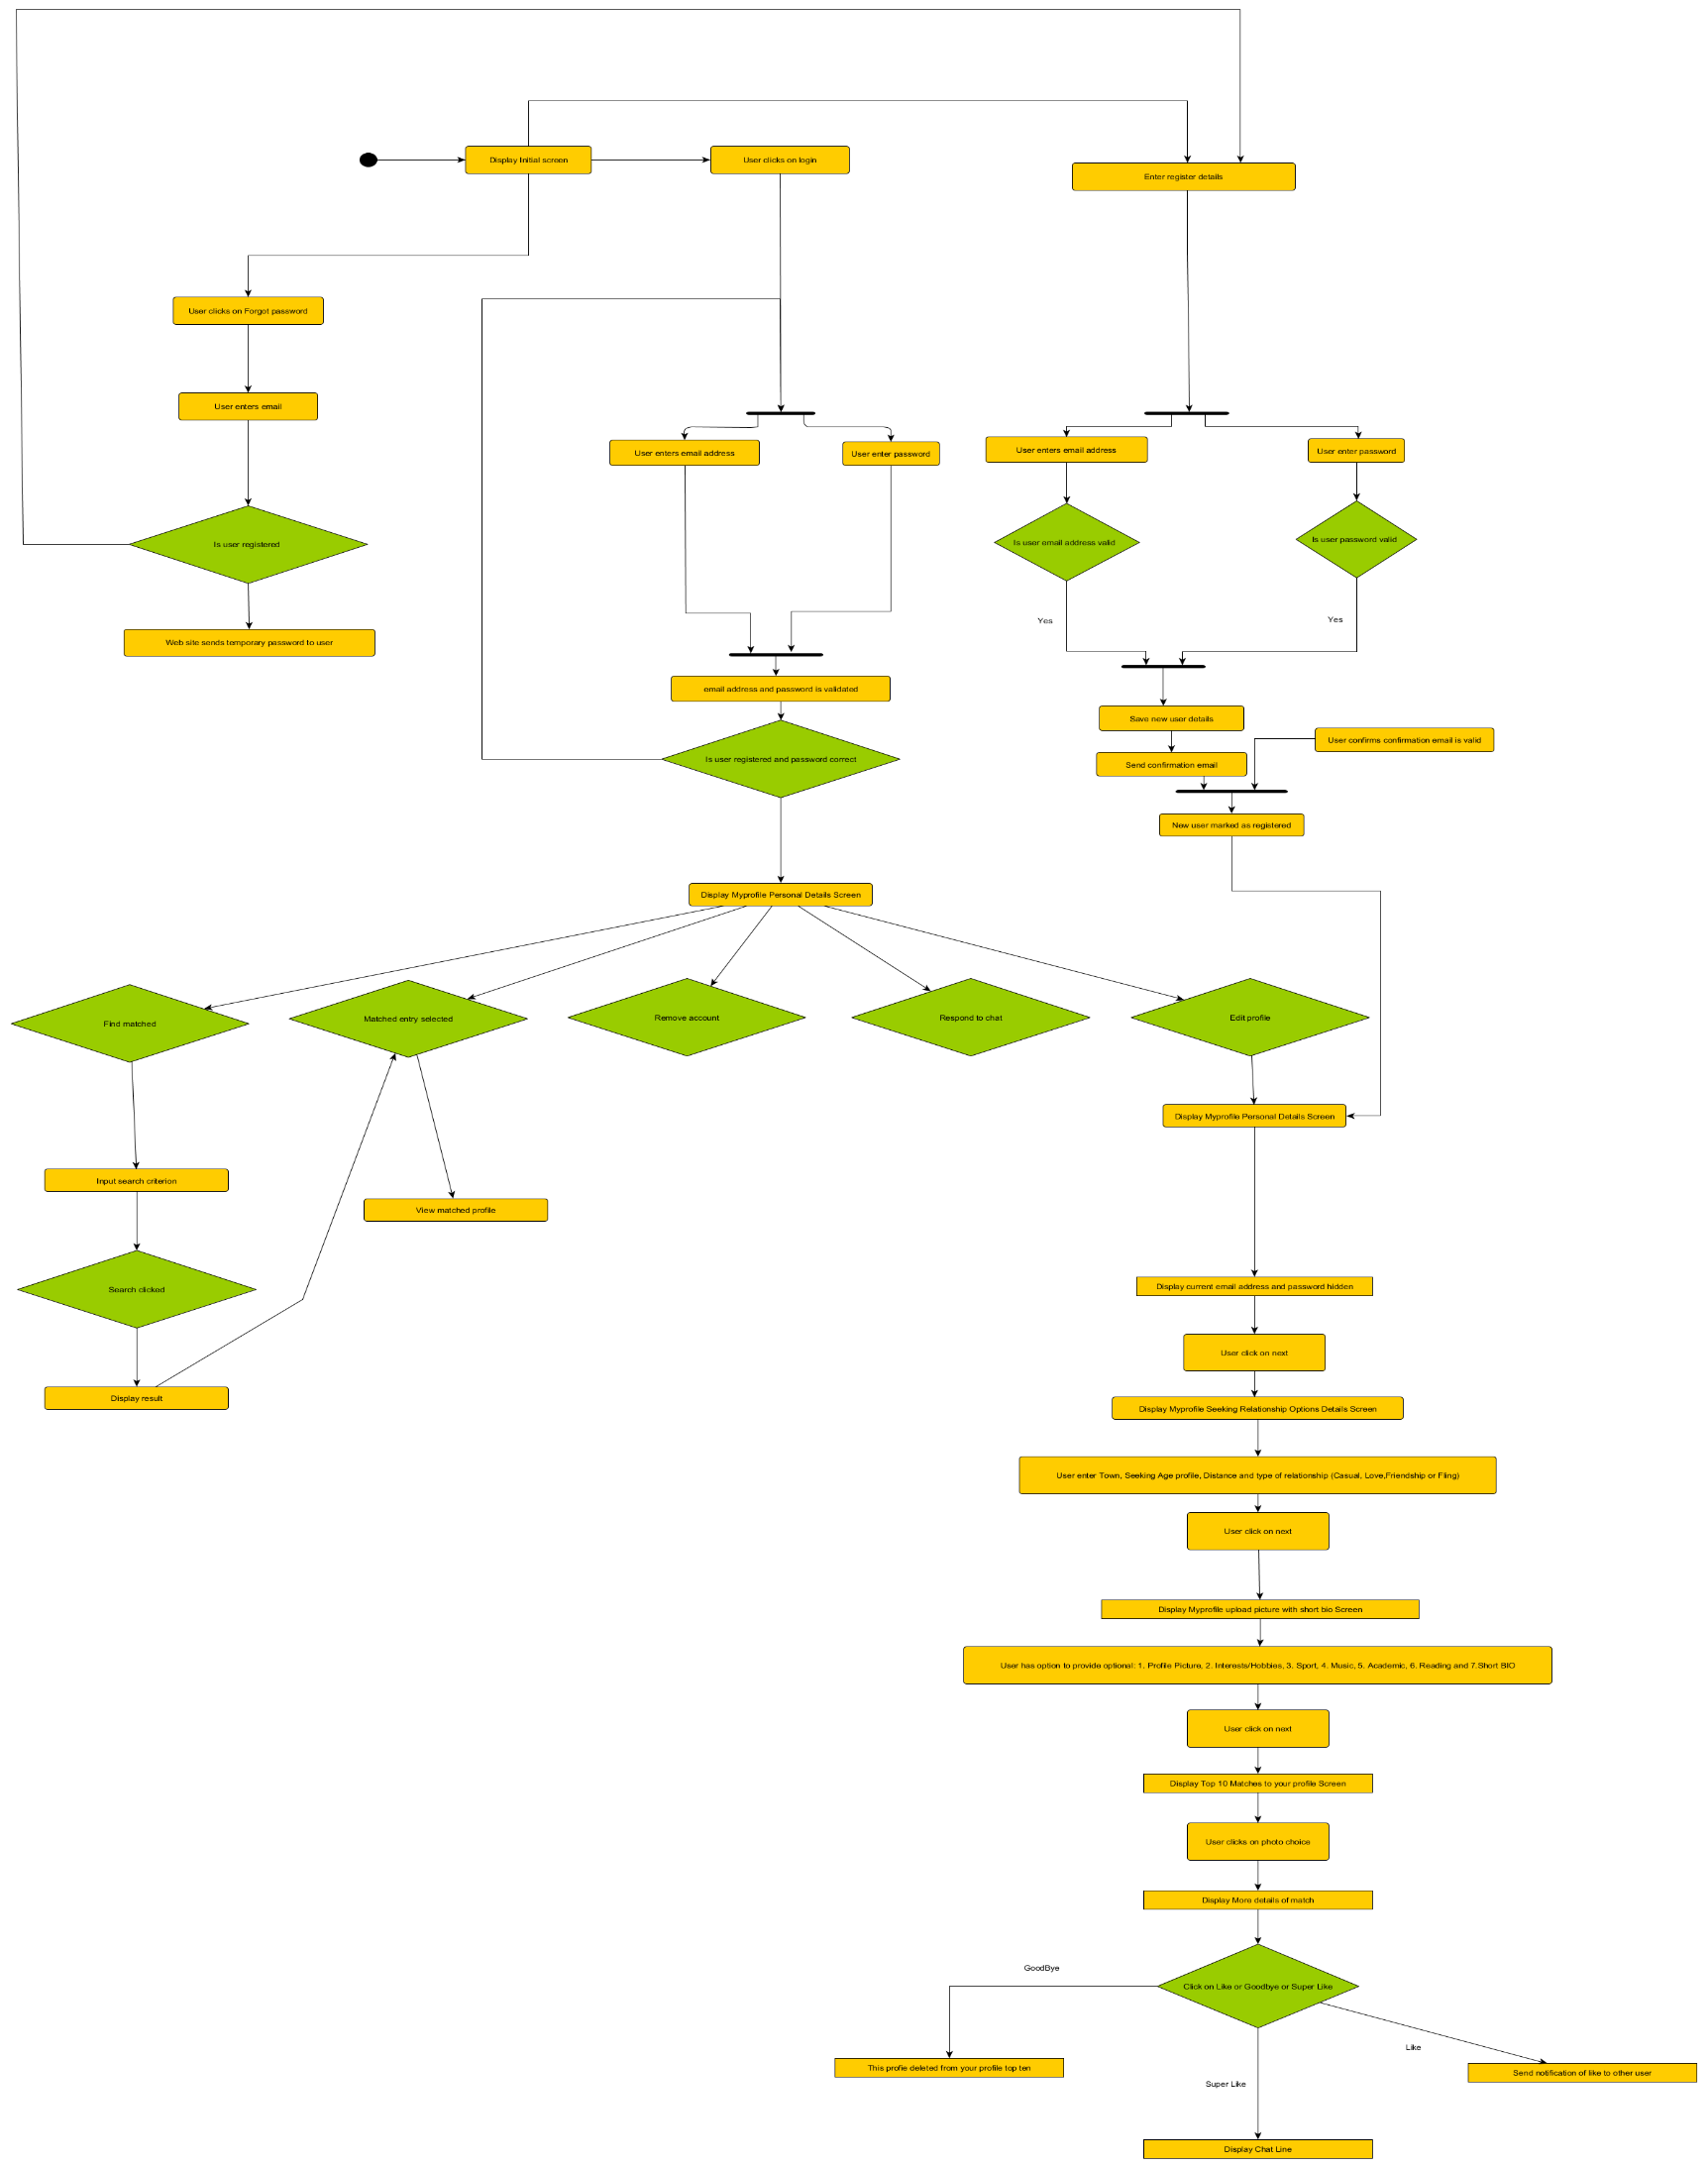 Display Initial screen
User clicks on login
Enter register details
User clicks on Forgot password
User enters email
User enters email address
User enter password
User enters email address
User enter password
Is user registered
Is user email address valid
Is user password valid
Yes
Yes
Web site sends temporary password to user
email address and password is validated
Save new user details
User confirms confirmation email is valid
Is user registered and password correct
Send confirmation email
New user marked as registered
Display Myprofile Personal Details Screen
Find matched
Matched entry selected
Remove account
Respond to chat
Edit profile
Display Myprofile Personal Details Screen
Input search criterion
View matched profile
Search clicked
Display current email address and password hidden
User click on next
Display result
Display Myprofile Seeking Relationship Options Details Screen
User enter Town, Seeking Age profile, Distance and type of relationship (Casual, Love,Friendship or Fling)
User click on next
Display Myprofile upload picture with short bio Screen
User has option to provide optional: 1. Profile Picture, 2. Interests/Hobbies, 3. Sport, 4. Music, 5. Academic, 6. Reading and 7.Short BIO
User click on next
Display Top 10 Matches to your profile Screen
User clicks on photo choice
Display More details of match
GoodBye
Click on Like or Goodbye or Super Like
Like
This profie deleted from your profile top ten
Send notification of like to other user
Super Like
Display Chat Line